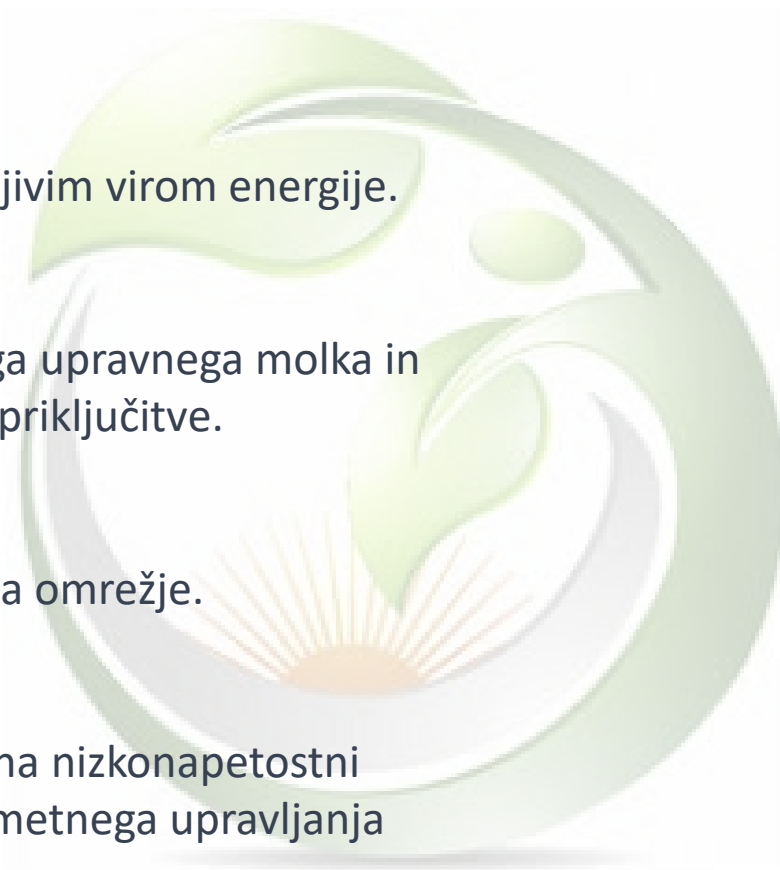 jivim virom energije.
ga upravnega molka in
priključitve.
a omrežje.
na nizkonapetostni
metnega upravljanja